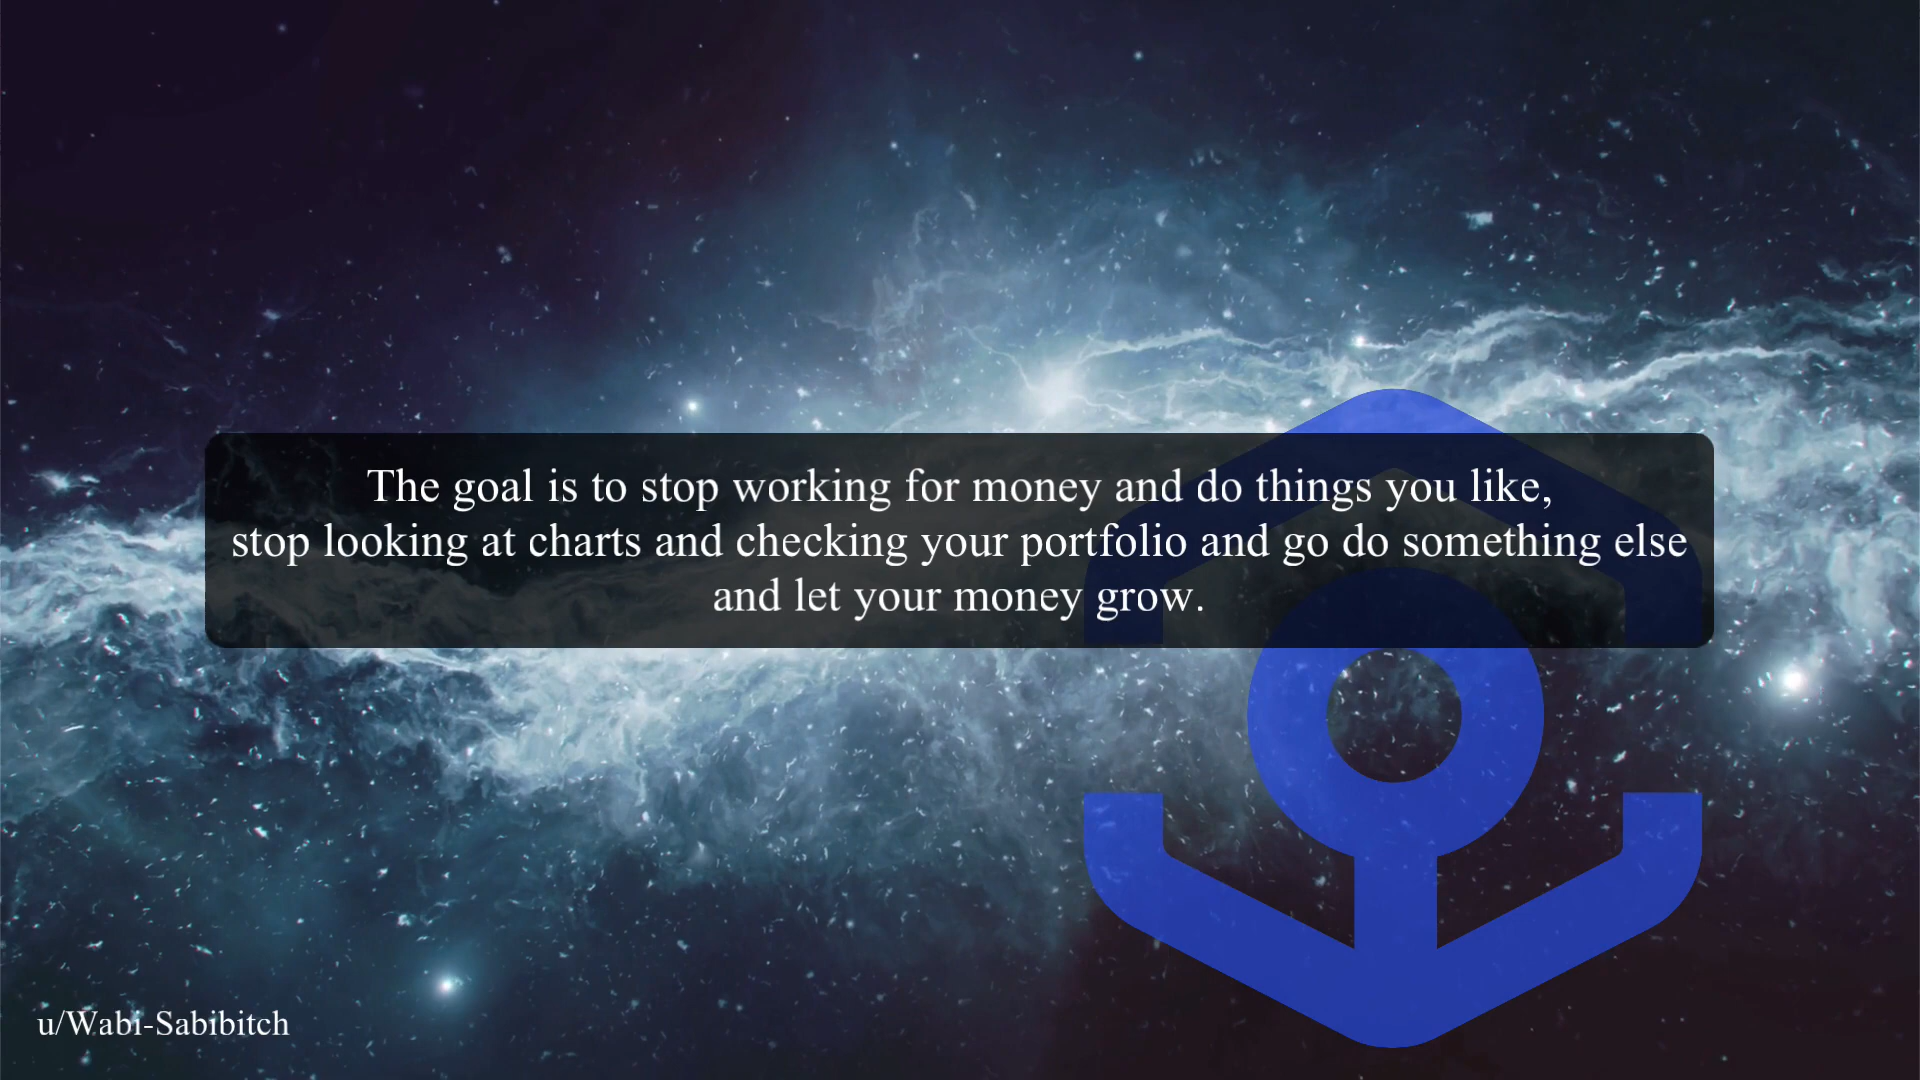 The goal is to stop working for money and do things you like,
stop looking at charts and checking your portfolio and go do something else
and let your money grow.
u/Wabi-Sabibitch